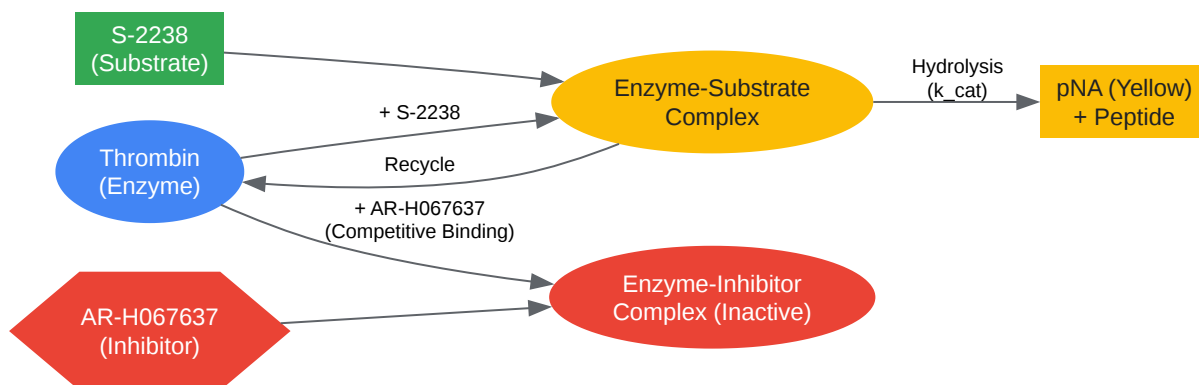 S-2238
(Substrate)
Thrombin
(Enzyme)
AR-H067637
(Inhibitor)
+ S-2238
Recycle
+ AR-H067637
(Competitive Binding)
Enzyme-Substrate
Complex
Enzyme-Inhibitor
Complex (Inactive)
Hydrolysis
(k_cat)
pNA (Yellow)
+ Peptide